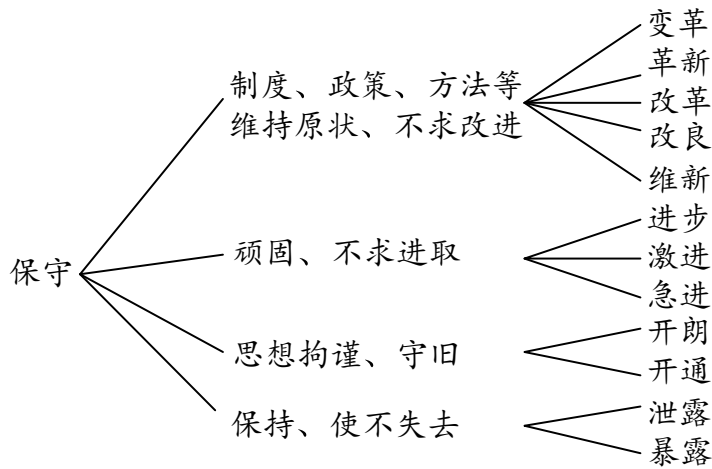 保守
制度、政策、方法等
维持原状、不求改进
变革
革新
改革
改良
维新
顽固、不求进取
进步
激进
急进
思想拘谨、守旧
开朗
开通
保持、使不失去
泄露
暴露